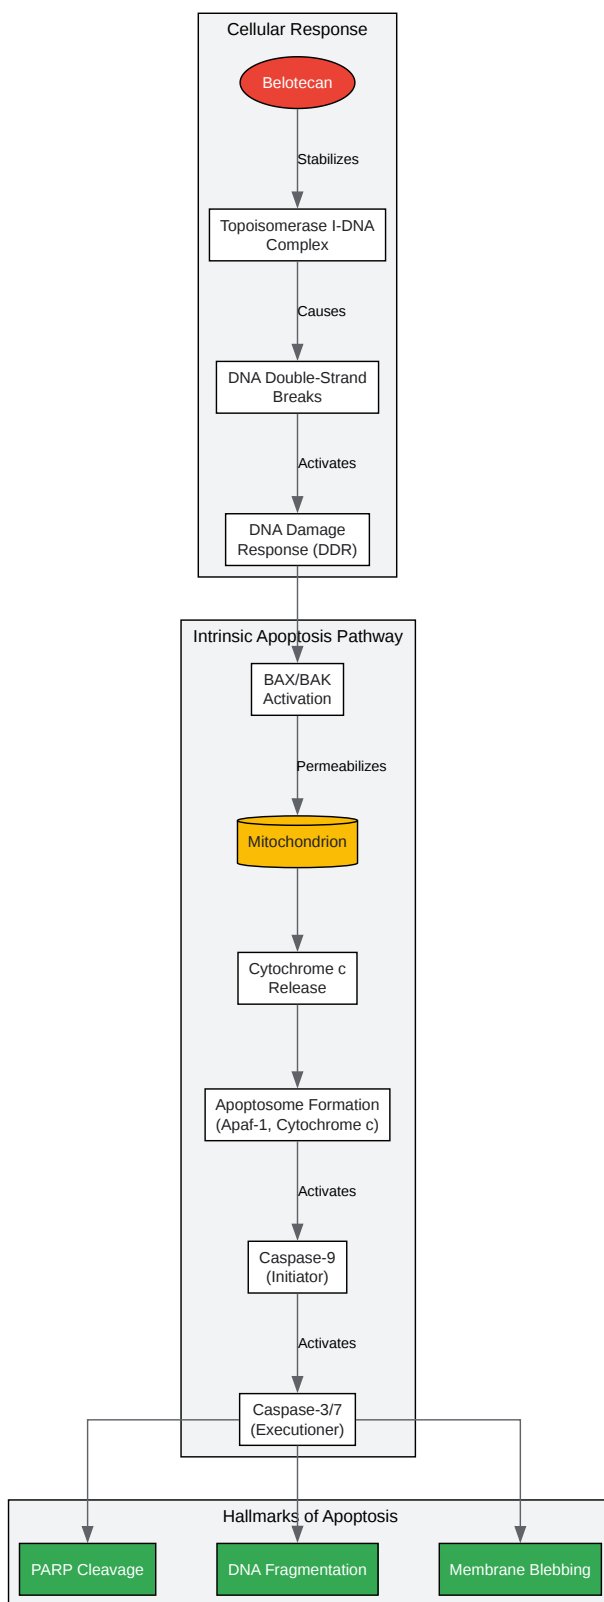 Cellular Response
Belotecan
Stabilizes
Topoisomerase I-DNA
Complex
Causes
DNA Double-Strand
Breaks
Activates
DNA Damage
Response (DDR)
Intrinsic Apoptosis Pathway
BAX/BAK
Activation
Permeabilizes
Mitochondrion
Cytochrome c
Release
Apoptosome Formation
(Apaf-1, Cytochrome c)
Activates
Caspase-9
(Initiator)
Activates
Caspase-3/7
(Executioner)
Hallmarks of Apoptosis
PARP Cleavage
DNA Fragmentation
Membrane Blebbing